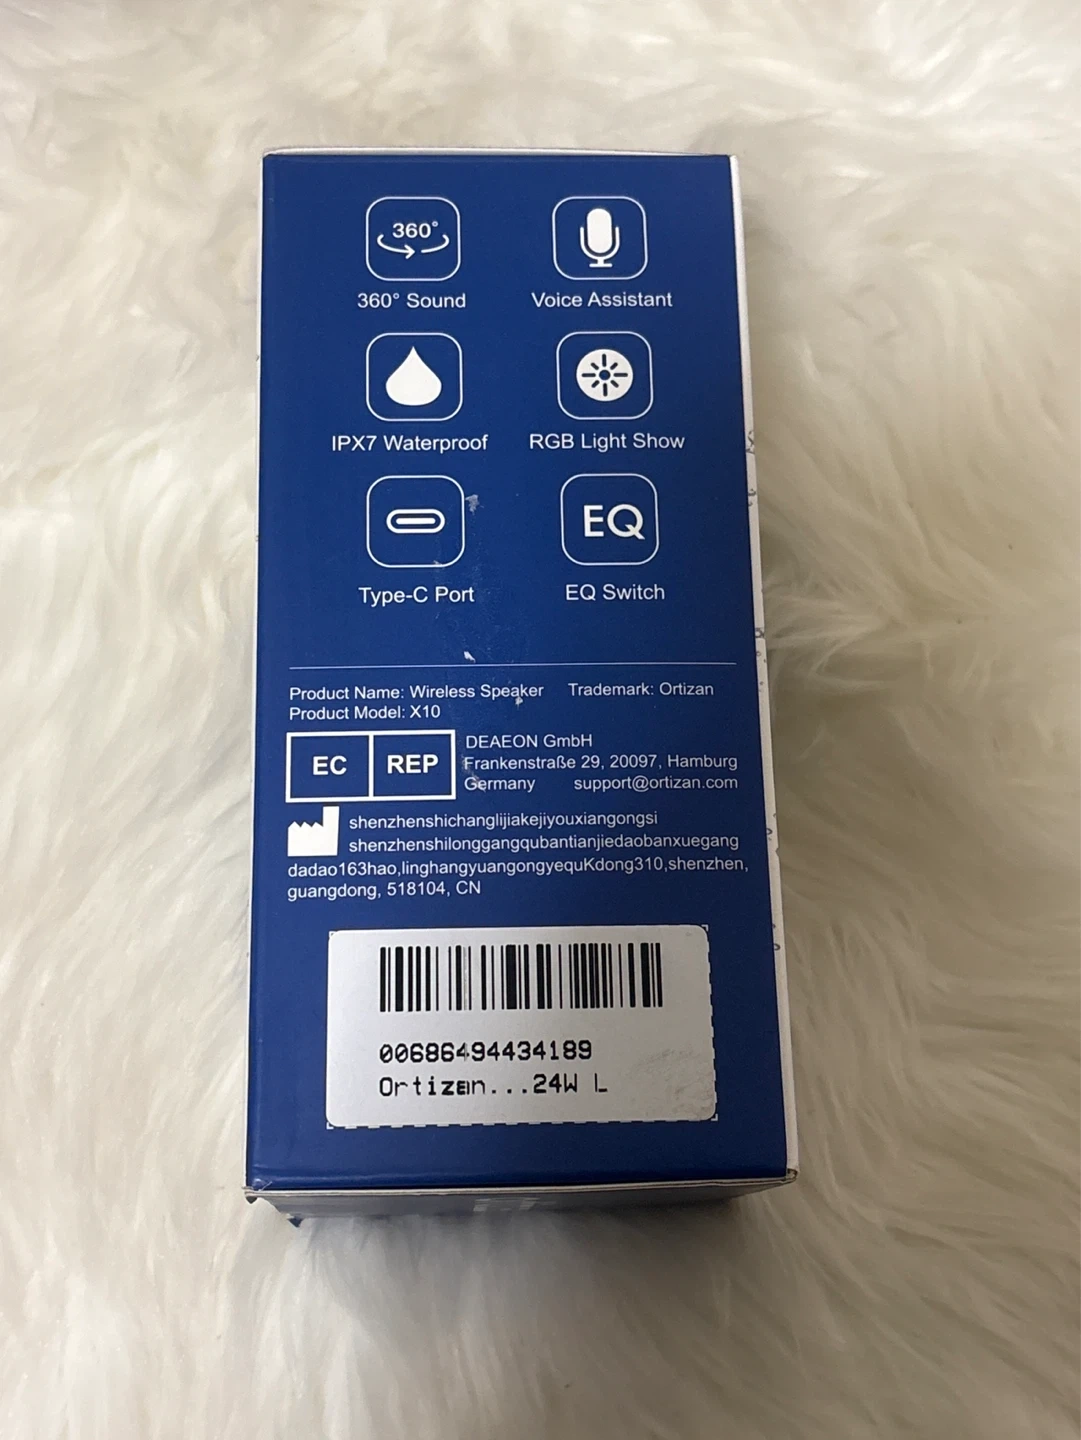 360°
360° Sound
Voice Assistant
IPX7 Waterproof
RGB Light Show
EQ
Type-C Port
EQ Switch
Product Name: Wireless Speaker Trademark: Ortizan
Product Model: X10
EC REP
DEAEON GmbH
Frankenstraße 29, 20097, Hamburg
Germany support@ortizan.com
shenzhenshichanglijiakejiyouxiangongsi
shenzhenshilonggangqubantianjiedaobanxuegang
dadao163hao,linghangyuangongyequKdong310,shenzhen,
guangdong, 518104, CN
00686494434189
Ortizan...24W L